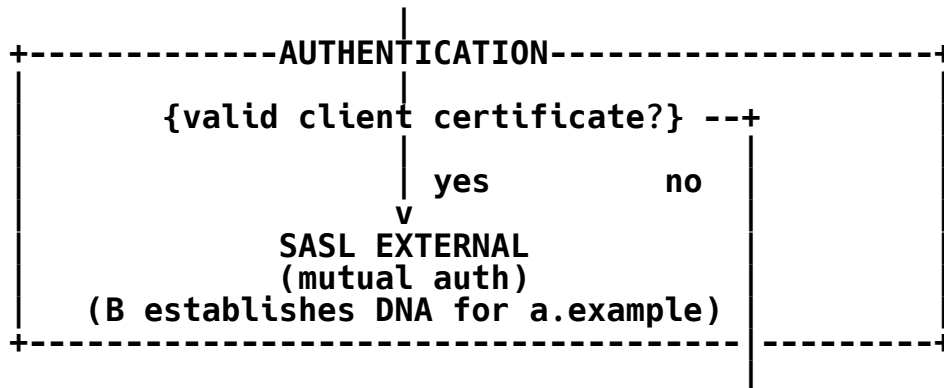 AUTHENTICATION
{valid client certificate?} --+
yes no
v
SASL EXTERNAL
(mutual auth)
(B establishes DNA for a.example)